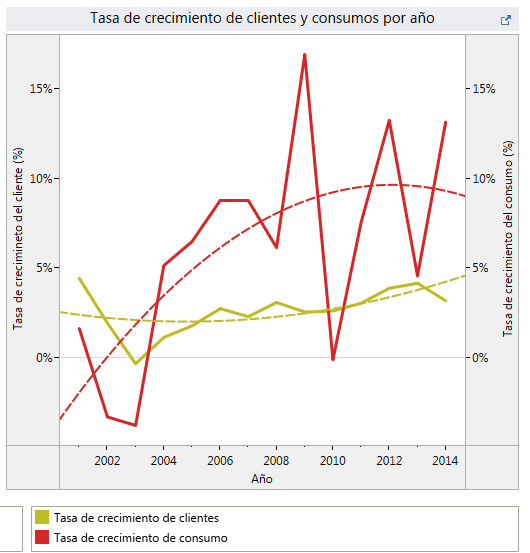 Tasa de crecimiento de clientes y consumos por año
Tasa de crecimineto del cliente (%)
15%
10%
5%
0%
15%
10%
5%
0%
Tasa de crecimiento del consumo (%)
2002 2004 2006 2008 2010 2012 2014
Año
Tasa de crecimiento de clientes
Tasa de crecimiento de consumo